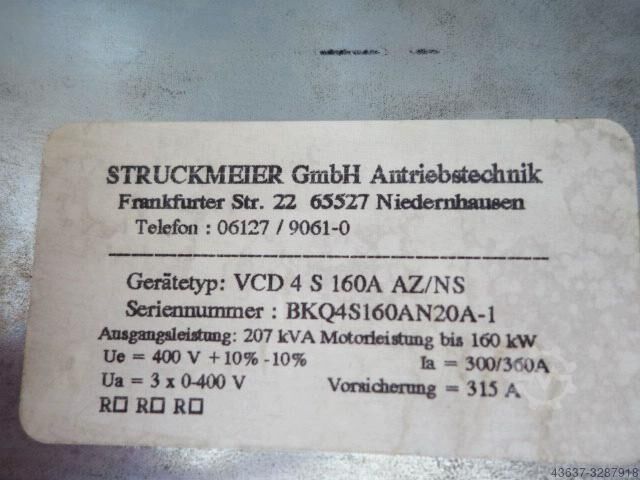 STRUCKMEIER GmbH Antriebstechnik
Frankfurter Str. 22 65527 Niedernhausen
Telefon : 06127 / 9061-0
Gerätetyp: VCD 4 S 160A AZ/NS
Seriennummer : BKQ4S160AN20A-1
Ausgangsleistung: 207 kVA Motorleistung bis 160 kW
Ue = 400 V +10% -10% Ia = 300/360A
Ua = 3 x 0-400 V Vorsicherung = 315 A
R☐ R☐ R☐
43637-3287918